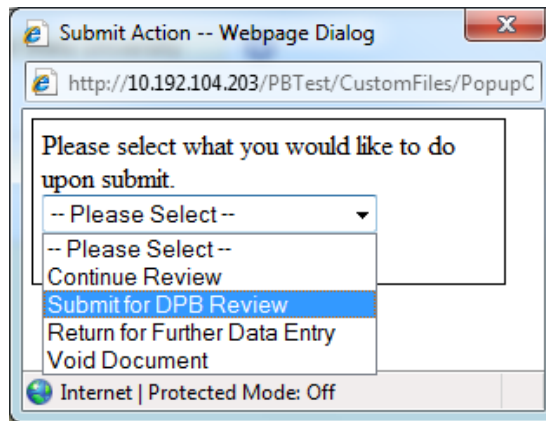 Submit Action -- Webpage Dialog
X
http://10.192.104.203/PBTest/CustomFiles/PopupC
Please select what you would like to do
upon submit.
-- Please Select --
-- Please Select --
Continue Review
Submit for DPB Review
Return for Further Data Entry
Void Document
Internet | Protected Mode: Off